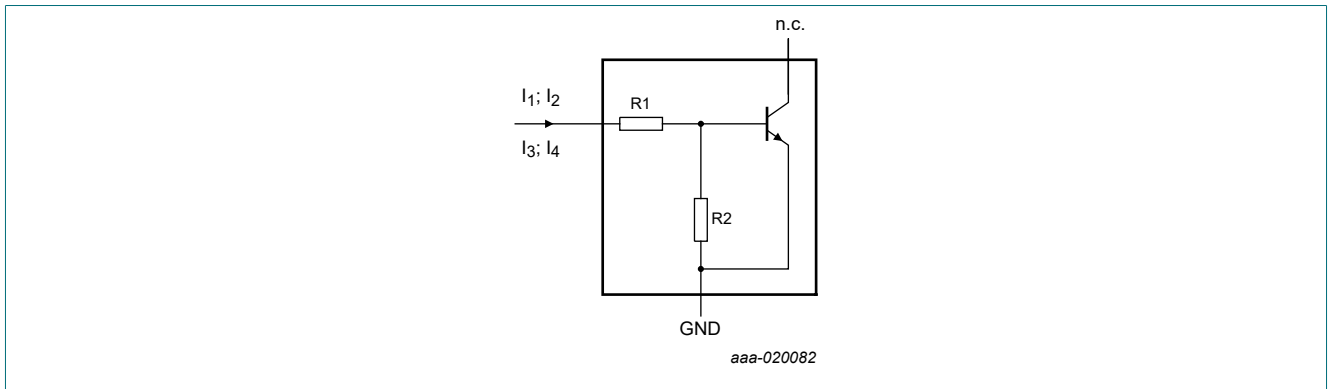 n.c.
I1; I2
R1
I3; I4
R2
GND
aaa-020082